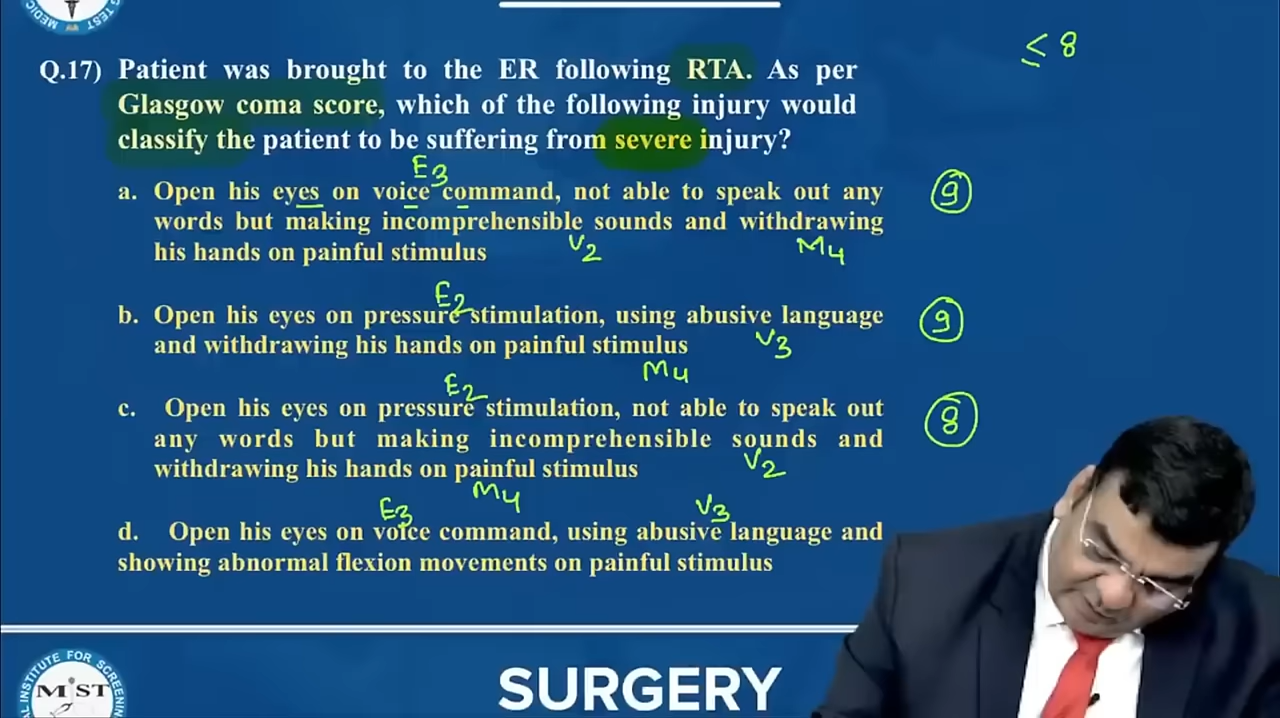 G TEST
MEDIC
≤ 8
Q.17) Patient was brought to the ER following RTA. As per
Glasgow coma score, which of the following injury would
classify the patient to be suffering from severe injury?
E3
a. Open his eyes on voice command, not able to speak out any
9
words but making incomprehensible sounds and withdrawing
his hands on painful stimulus
V2
M4
E2
b. Open his eyes on pressure stimulation, using abusive language
9
and withdrawing his hands on painful stimulus
V3
M4
E2
c. Open his eyes on pressure stimulation, not able to speak out
8
any words but making incomprehensible sounds and
withdrawing his hands on painful stimulus
V2
M4
E3
V3
d. Open his eyes on voice command, using abusive language and
showing abnormal flexion movements on painful stimulus
INSTITUTE FOR SCREENING
MIST
SURGERY